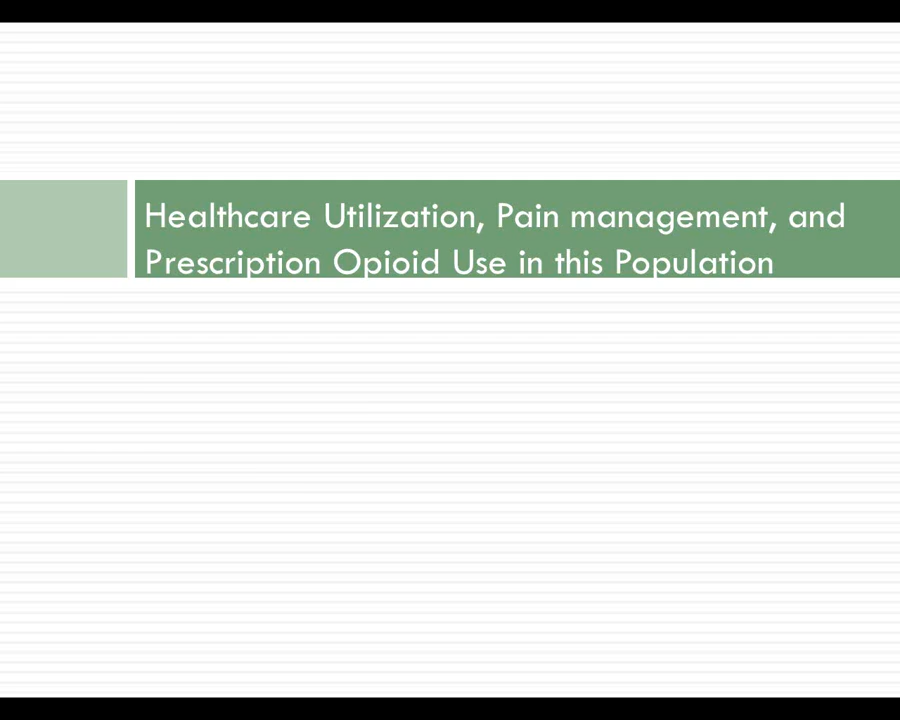 Healthcare Utilization, Pain management, and
Prescription Opioid Use in this Population